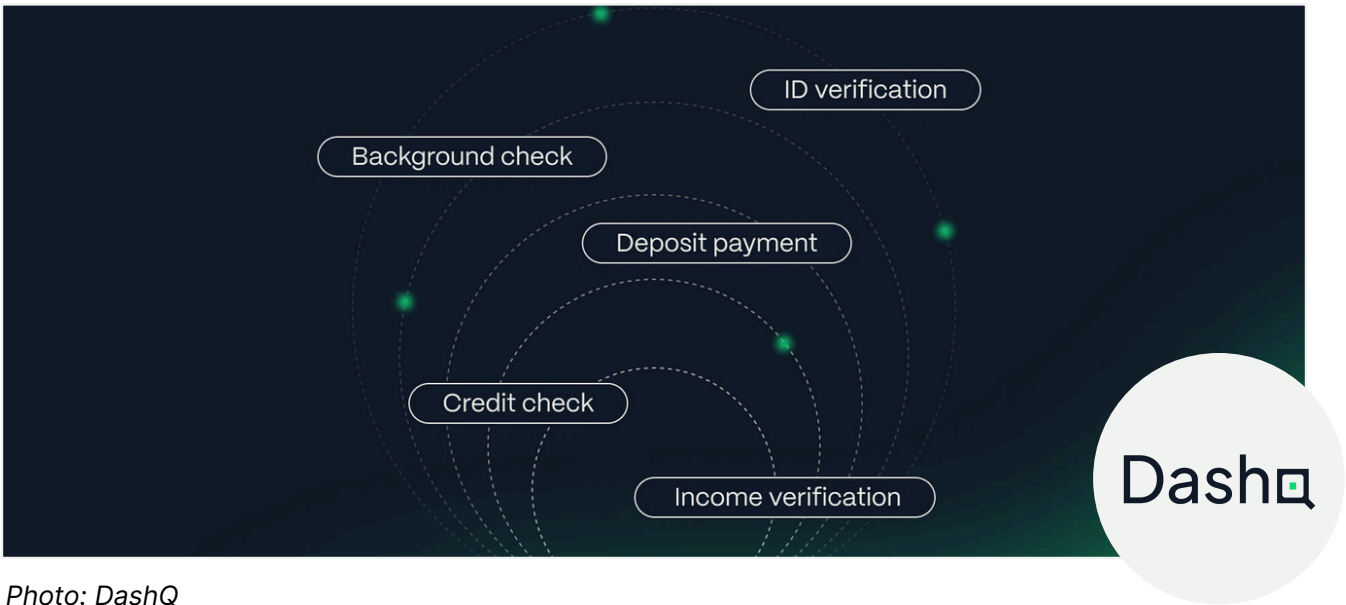 ID verification
Background check
Deposit payment
Credit check
Income verification
DashQ
Photo: DashQ